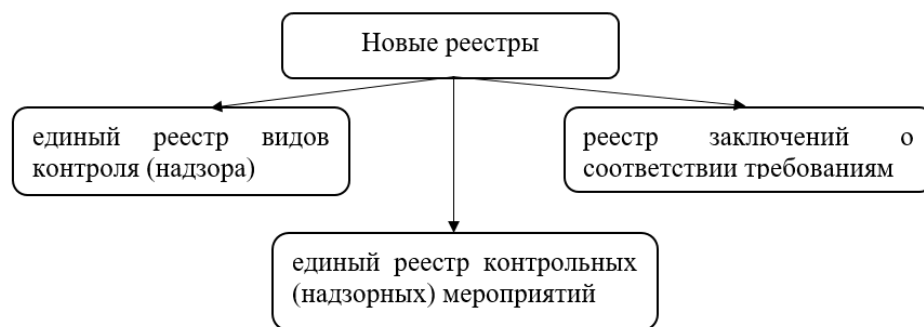 Новые реестры
единый реестр видов
контроля (надзора)
реестр заключений о
соответствии требованиям
единый реестр контрольных
(надзорных) мероприятий